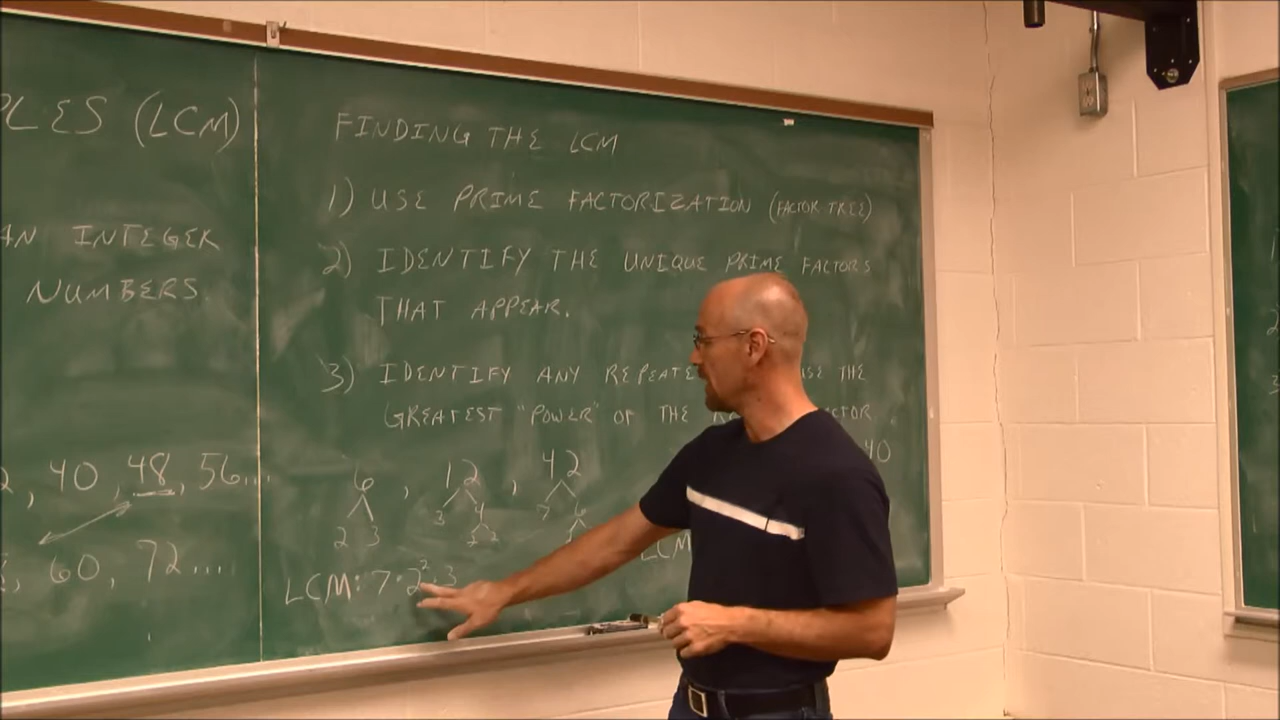 PLES (LCM)
AN INTEGER
NUMBERS.
, 40, 48, 56...
60, 72....
FINDING THE LCM
1) USE PRIME FACTORIZATION (FACTOR TREE)
2) IDENTIFY THE UNIQUE PRIME FACTORS
THAT APPEAR.
3) IDENTIFY ANY REPEATE USE THE
GREATEST "POWER" OF THE
6, 12, 42
40
3 4 7 6
2 3 2 2
LCM: 7·2²·3
LCM